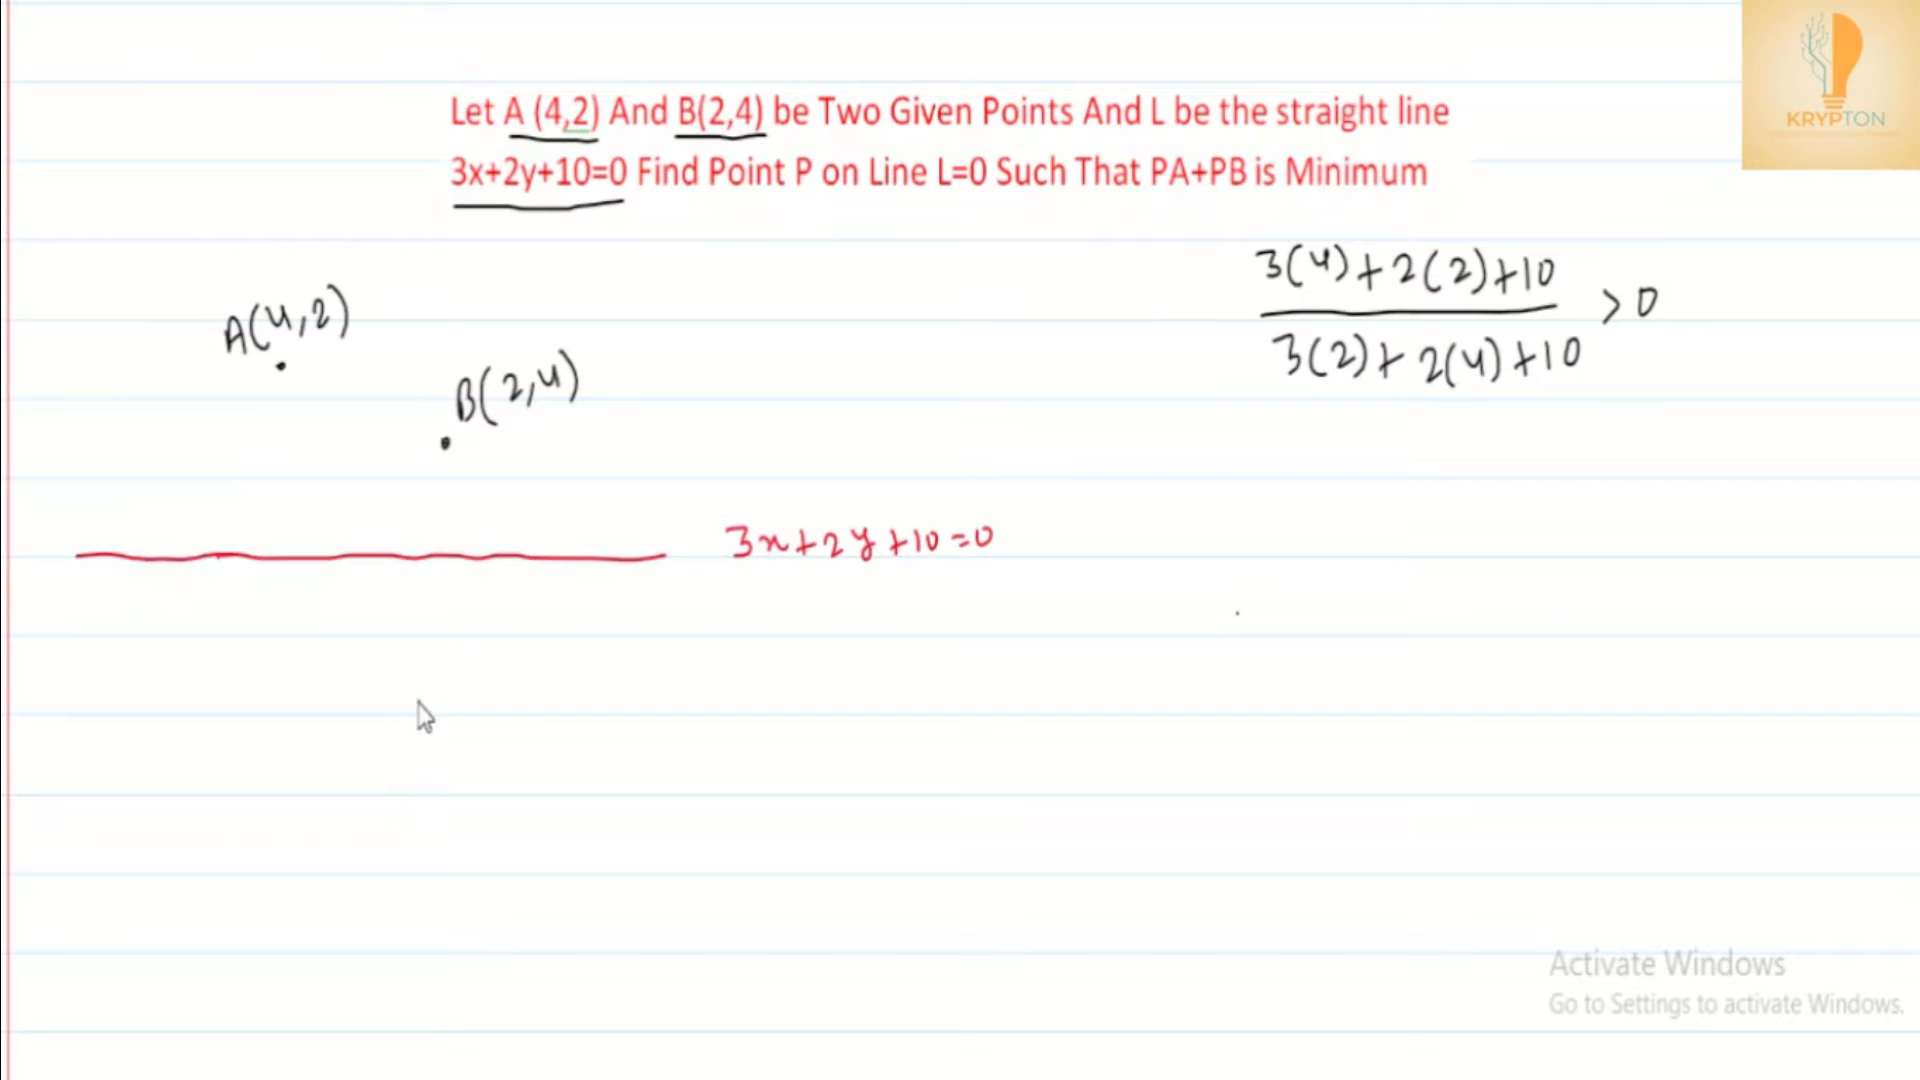 KRYPTON
Let A (4,2) And B(2,4) be Two Given Points And L be the straight line
3x+2y+10=0 Find Point P on Line L=0 Such That PA+PB is Minimum
3(4)+2(2)+10
3(2)+2(4)+10
>0
A(4,2)
B(2,4)
3x+2y+10=0
Activate Windows
Go to Settings to activate Windows.